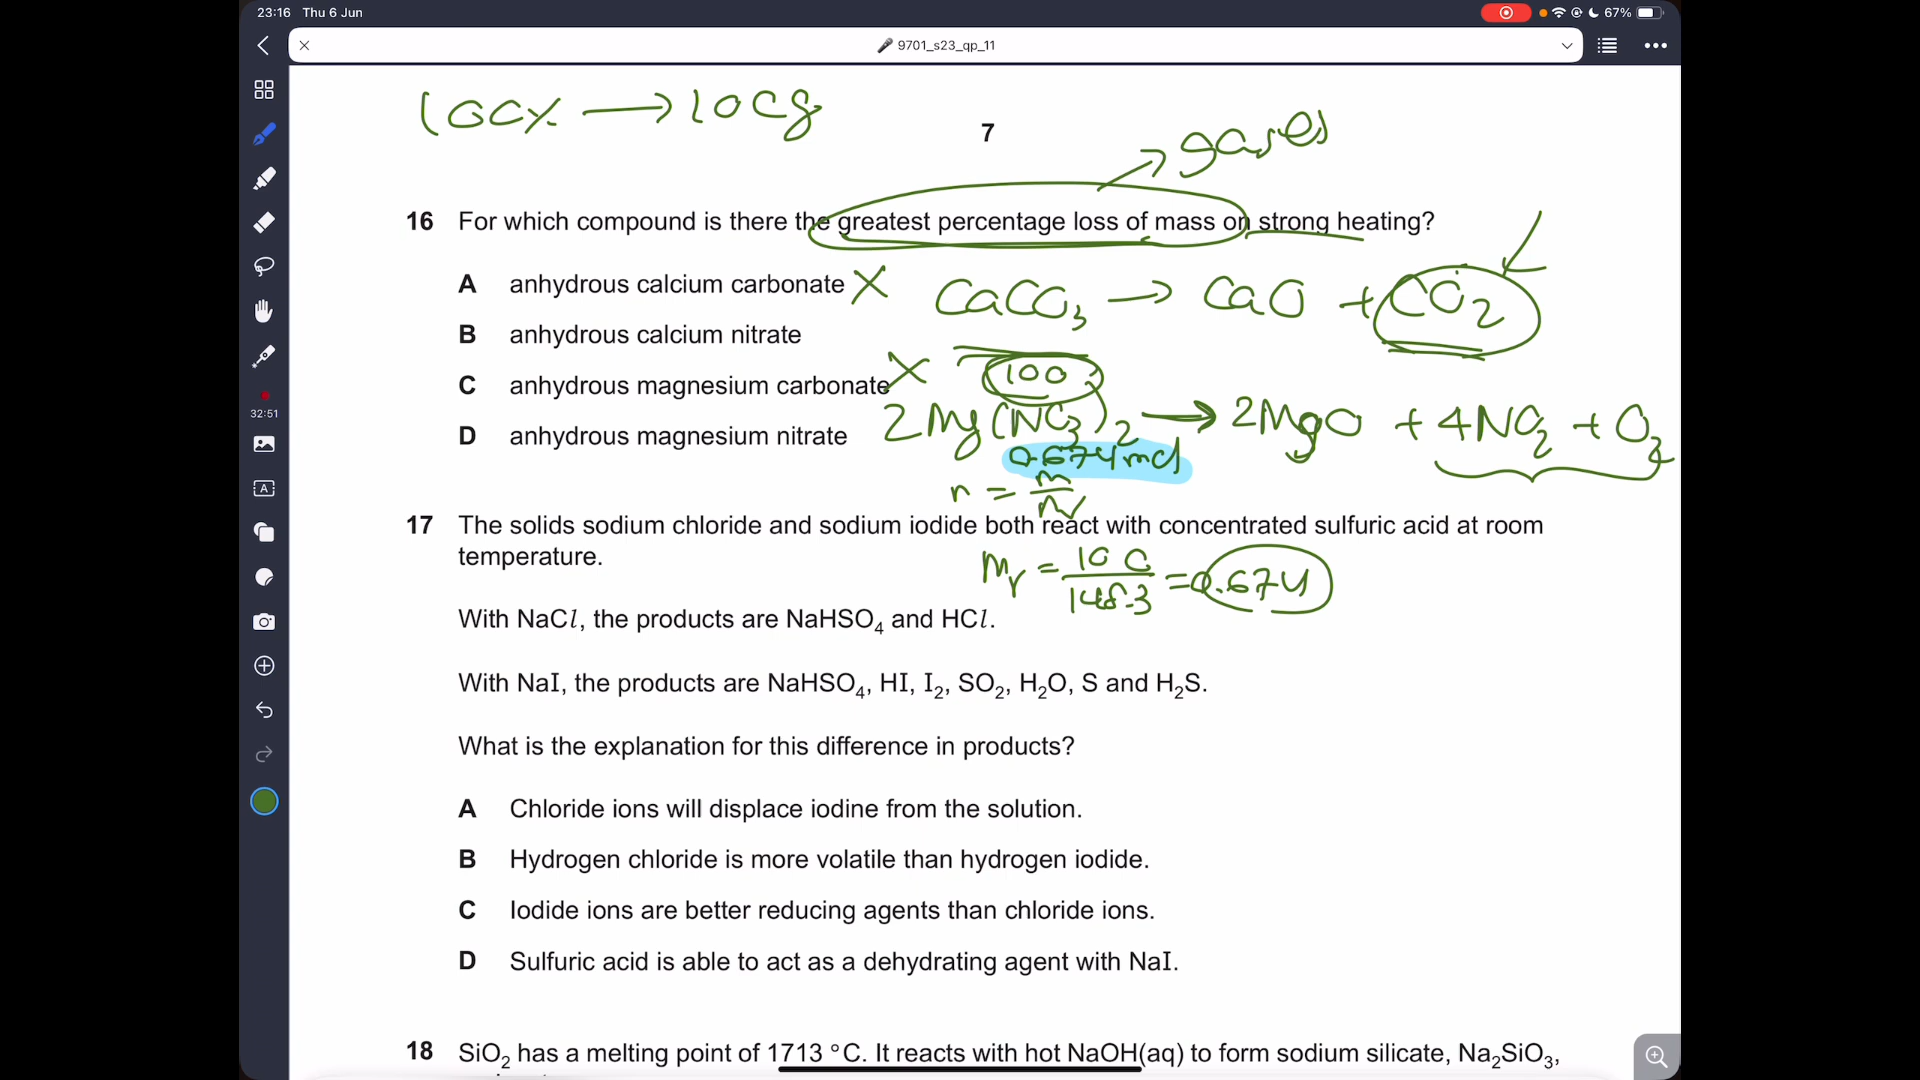 23:16 Thu 6 Jun
67%
9701_s23_qp_11
100% → 100g
7
gases
16 For which compound is there the greatest percentage loss of mass on strong heating?
A anhydrous calcium carbonate X CaCO3 → CaO + CO2
B anhydrous calcium nitrate
X 100
C anhydrous magnesium carbonate
2Mg(NO3)2 → 2MgO + 4NO2 + O2
D anhydrous magnesium nitrate
0.674mol
32:51
n = m
17 The solids sodium chloride and sodium iodide both react with concentrated sulfuric acid at room
temperature.
Mr = 100 / 148.3 = 0.674
With NaCl, the products are NaHSO4 and HCl.
With NaI, the products are NaHSO4, HI, I2, SO2, H2O, S and H2S.
What is the explanation for this difference in products?
A Chloride ions will displace iodine from the solution.
B Hydrogen chloride is more volatile than hydrogen iodide.
C Iodide ions are better reducing agents than chloride ions.
D Sulfuric acid is able to act as a dehydrating agent with NaI.
18 SiO2 has a melting point of 1713 °C. It reacts with hot NaOH(aq) to form sodium silicate, Na2SiO3,